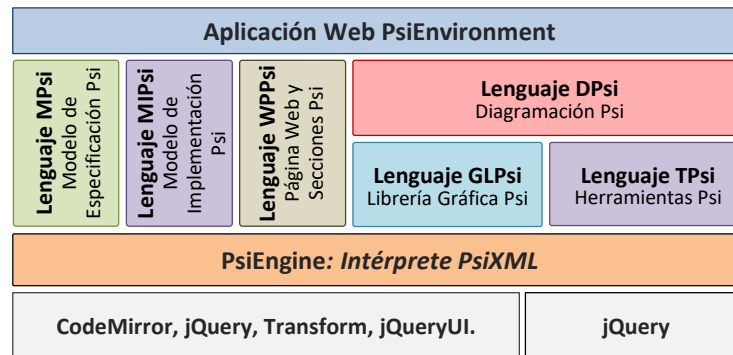 Aplicación Web PsiEnvironment
Lenguaje MPsi
Modelo de
Especificación Psi
Lenguaje MIPsi
Modelo de
Implementación
Psi
Lenguaje WPPsi
Página Web y
Secciones Psi
Lenguaje DPsi
Diagramación Psi
Lenguaje GLPsi
Librería Gráfica Psi
Lenguaje TPsi
Herramientas Psi
PsiEngine: Intérprete PsiXML
CodeMirror, jQuery, Transform, jQueryUI.
jQuery